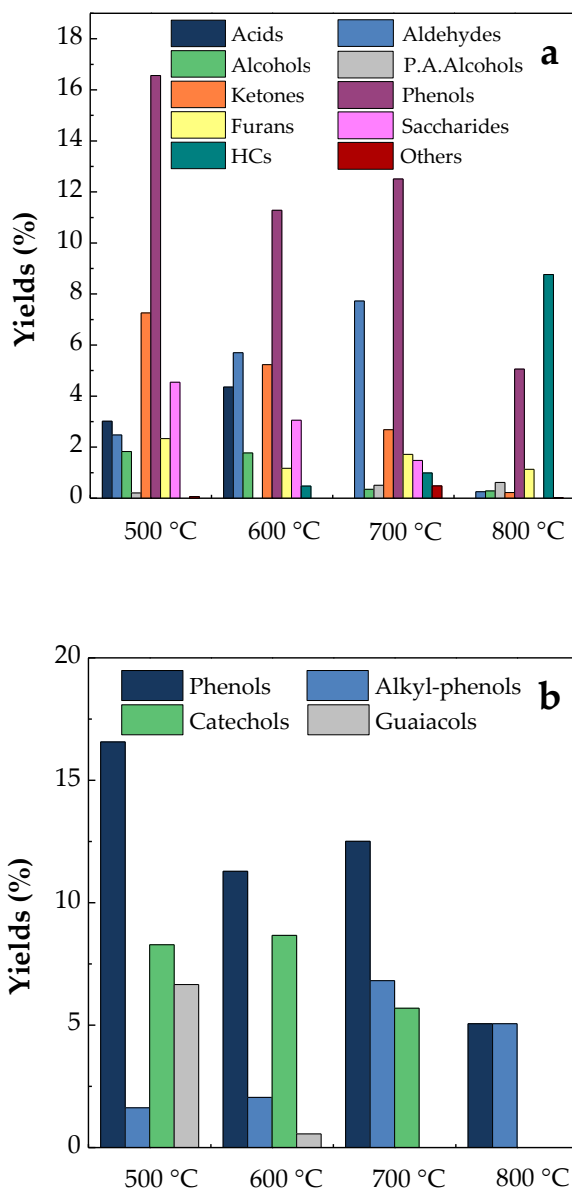 18
16
14
12
10
8
6
4
2
0
Yields (%)
Acids Aldehydes
Alcohols P.A.Alcohols
Ketones Phenols
Furans Saccharides
HCs Others
a
500 °C 600 °C 700 °C 800 °C
20
15
10
5
0
Yields (%)
Phenols Alkyl-phenols
Catechols Guaiacols
b
500 °C 600 °C 700 °C 800 °C